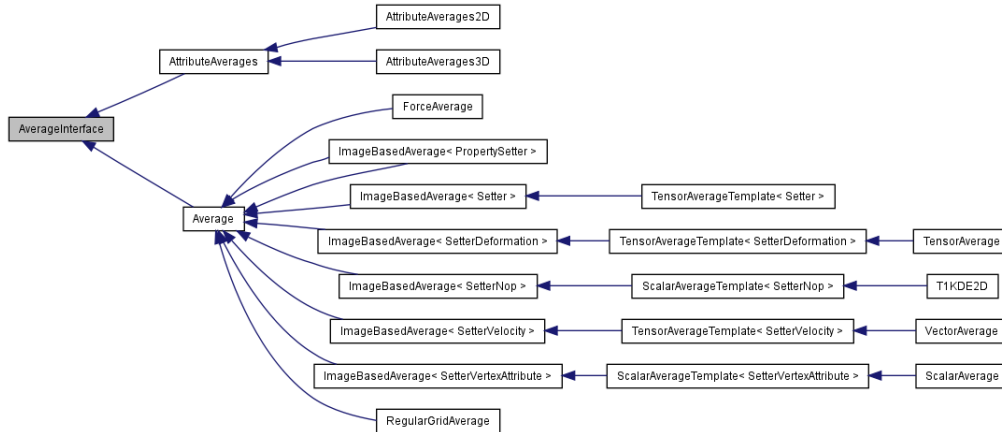 AttributeAverages2D
AttributeAverages
AttributeAverages3D
ForceAverage
AverageInterface
ImageBasedAverage< PropertySetter >
ImageBasedAverage< Setter >
TensorAverageTemplate< Setter >
Average
ImageBasedAverage< SetterDeformation >
TensorAverageTemplate< SetterDeformation >
TensorAverage
ImageBasedAverage< SetterNop >
ScalarAverageTemplate< SetterNop >
T1KDE2D
ImageBasedAverage< SetterVelocity >
TensorAverageTemplate< SetterVelocity >
VectorAverage
ImageBasedAverage< SetterVertexAttribute >
ScalarAverageTemplate< SetterVertexAttribute >
ScalarAverage
RegularGridAverage